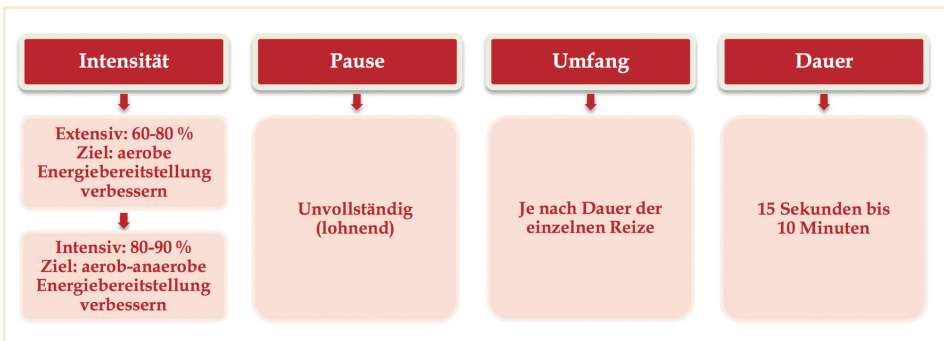 Intensität
Extensiv: 60-80 %
Ziel: aerobe
Energiebereitstellung
verbessern
Intensiv: 80-90 %
Ziel: aerob-anaerobe
Energiebereitstellung
verbessern
Pause
Unvollständig
(lohnend)
Umfang
Je nach Dauer der
einzelnen Reize
Dauer
15 Sekunden bis
10 Minuten